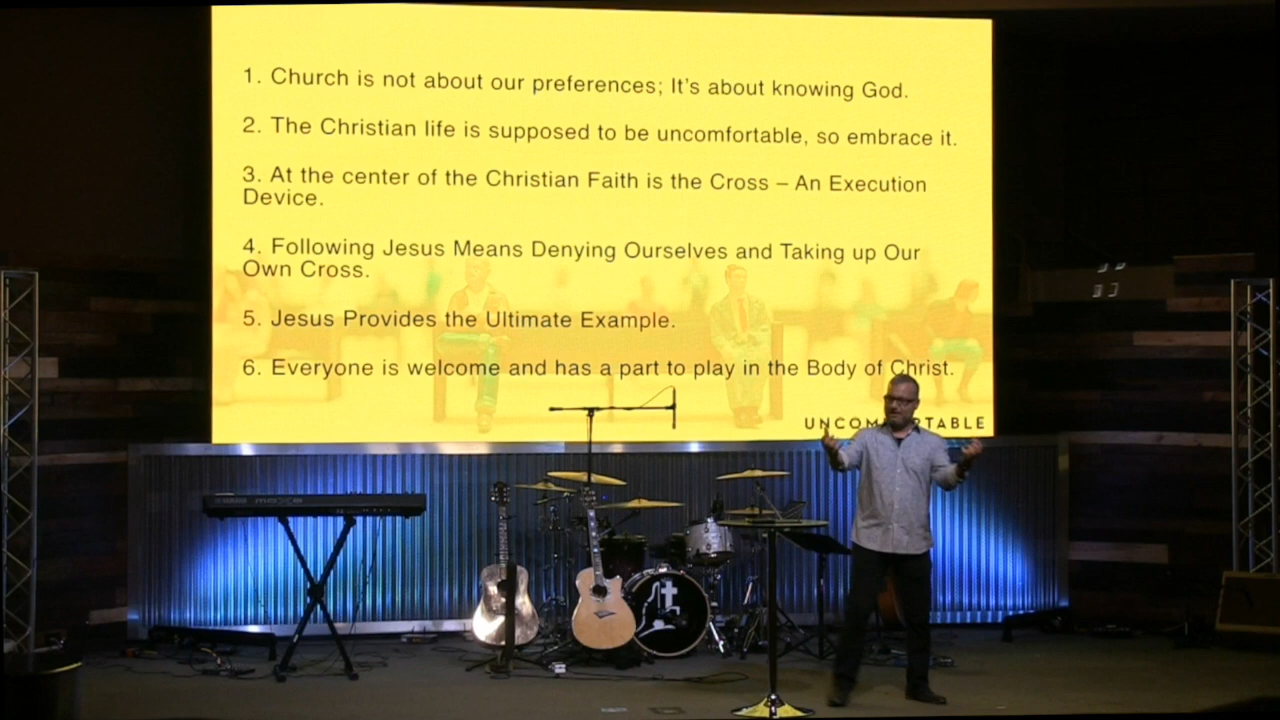 1. Church is not about our preferences; It's about knowing God.
2. The Christian life is supposed to be uncomfortable, so embrace it.
3. At the center of the Christian Faith is the Cross – An Execution
Device.
4. Following Jesus Means Denying Ourselves and Taking up Our
Own Cross.
5. Jesus Provides the Ultimate Example.
6. Everyone is welcome and has a part to play in the Body of Christ.